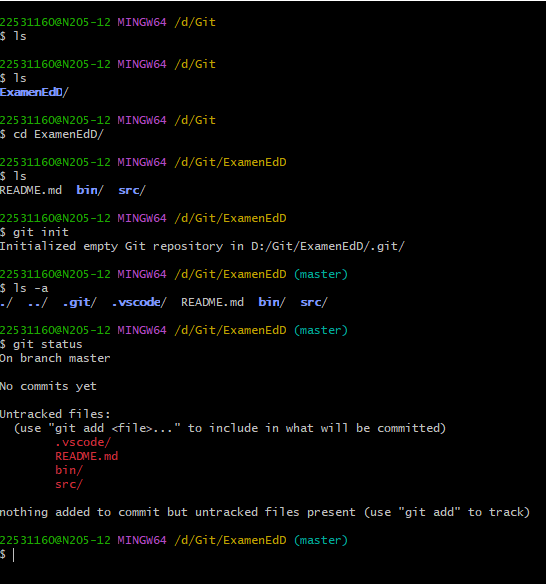 22531160@N205-12 MINGW64 /d/Git
$ ls
22531160@N205-12 MINGW64 /d/Git
$ ls
ExamenEdD/
22531160@N205-12 MINGW64 /d/Git
$ cd ExamenEdD/
22531160@N205-12 MINGW64 /d/Git/ExamenEdD
$ ls
README.md  bin/  src/
22531160@N205-12 MINGW64 /d/Git/ExamenEdD
$ git init
Initialized empty Git repository in D:/Git/ExamenEdD/.git/
22531160@N205-12 MINGW64 /d/Git/ExamenEdD (master)
$ ls -a
./  ../  .git/  .vscode/  README.md  bin/  src/
22531160@N205-12 MINGW64 /d/Git/ExamenEdD (master)
$ git status
On branch master
No commits yet
Untracked files:
(use "git add <file>..." to include in what will be committed)
.vscode/
README.md
bin/
src/
nothing added to commit but untracked files present (use "git add" to track)
22531160@N205-12 MINGW64 /d/Git/ExamenEdD (master)
$